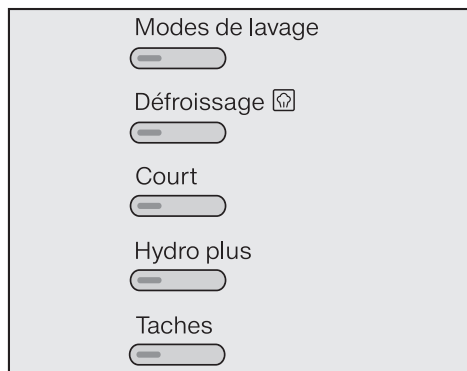 Modes de lavage
Défroissage
Court
Hydro plus
Taches